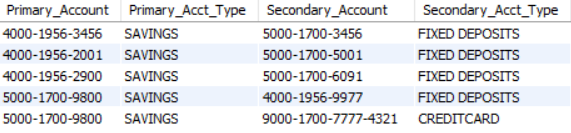 Primary_Account Primary_Acct_Type Secondary_Account Secondary_Acct_Type
4000-1956-3456 SAVINGS 5000-1700-3456 FIXED DEPOSITS
4000-1956-2001 SAVINGS 5000-1700-5001 FIXED DEPOSITS
4000-1956-2900 SAVINGS 5000-1700-6091 FIXED DEPOSITS
5000-1700-9800 SAVINGS 4000-1956-9977 FIXED DEPOSITS
5000-1700-9800 SAVINGS 9000-1700-7777-4321 CREDITCARD